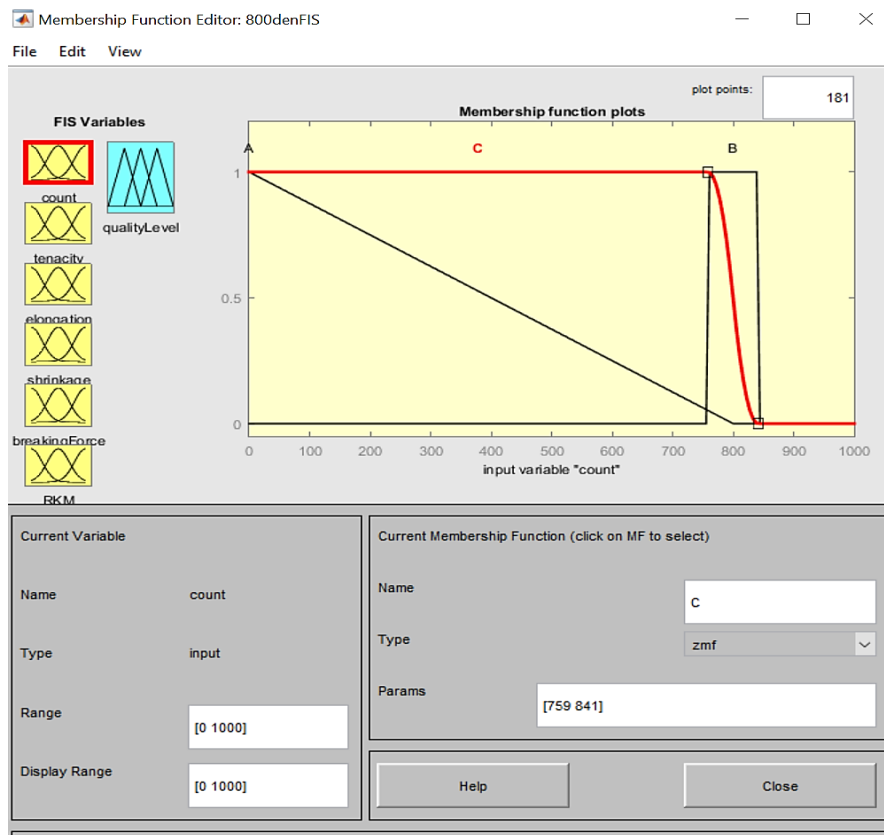 Membership Function Editor: 800denFIS
File Edit View
plot points: 181
FIS Variables
Membership function plots
count
qualityLevel
tenacity
elongation
shrinkage
breakingForce
RKM
A C B
1
0.5
0
0 100 200 300 400 500 600 700 800 900 1000
input variable "count"
Current Variable
Name count
Type input
Range [0 1000]
Display Range [0 1000]
Current Membership Function (click on MF to select)
Name C
Type zmf
Params [759 841]
Help Close